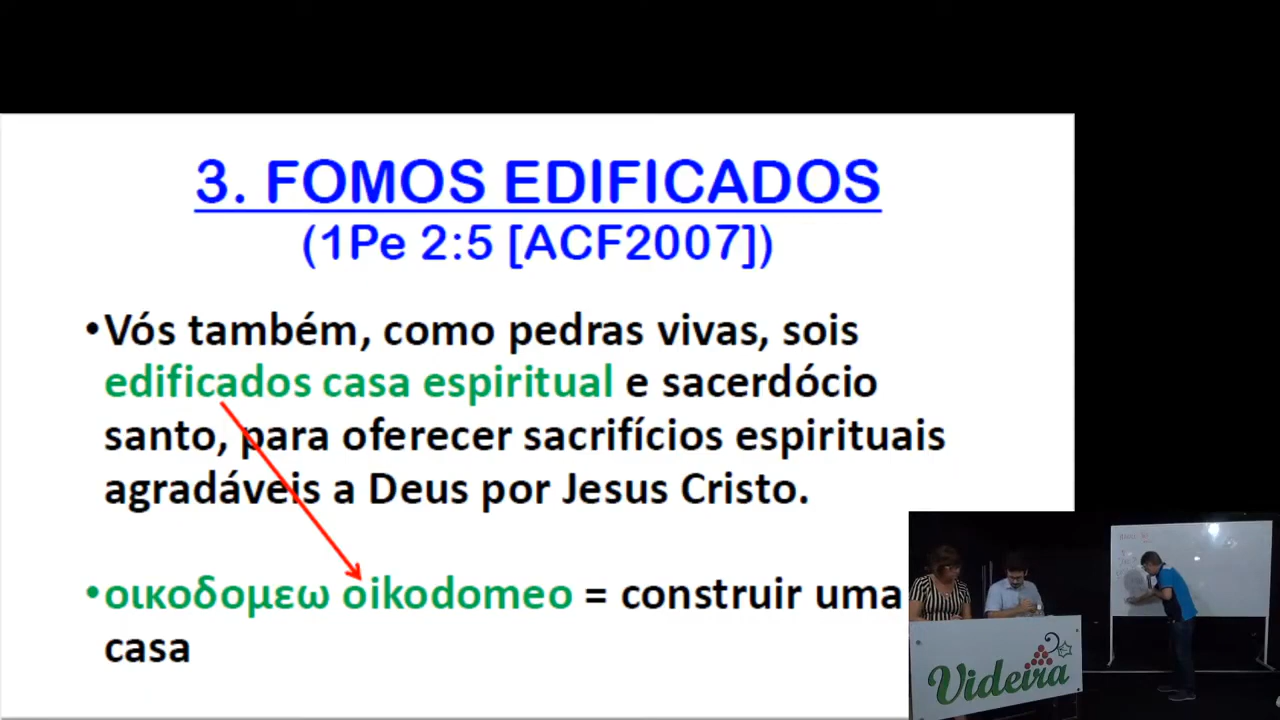 3. FOMOS EDIFICADOS
(1Pe 2:5 [ACF2007])
•Vós também, como pedras vivas, sois
edificados casa espiritual e sacerdócio
santo, para oferecer sacrifícios espirituais
agradáveis a Deus por Jesus Cristo.
•οικοδομεω oikodomeo = construir uma
casa
Videira